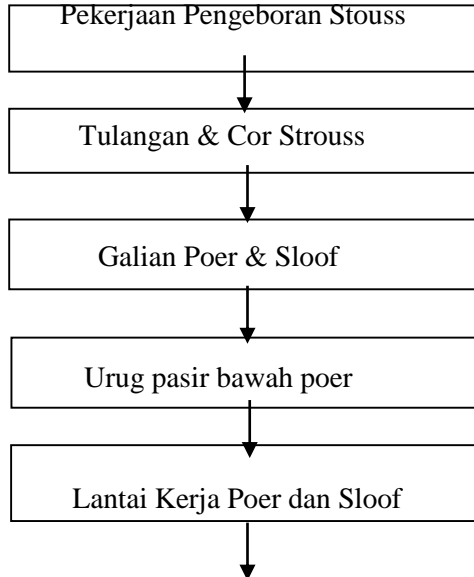 Pekerjaan Pengeboran Stouss
Tulangan & Cor Strouss
Galian Poer & Sloof
Urug pasir bawah poer
Lantai Kerja Poer dan Sloof